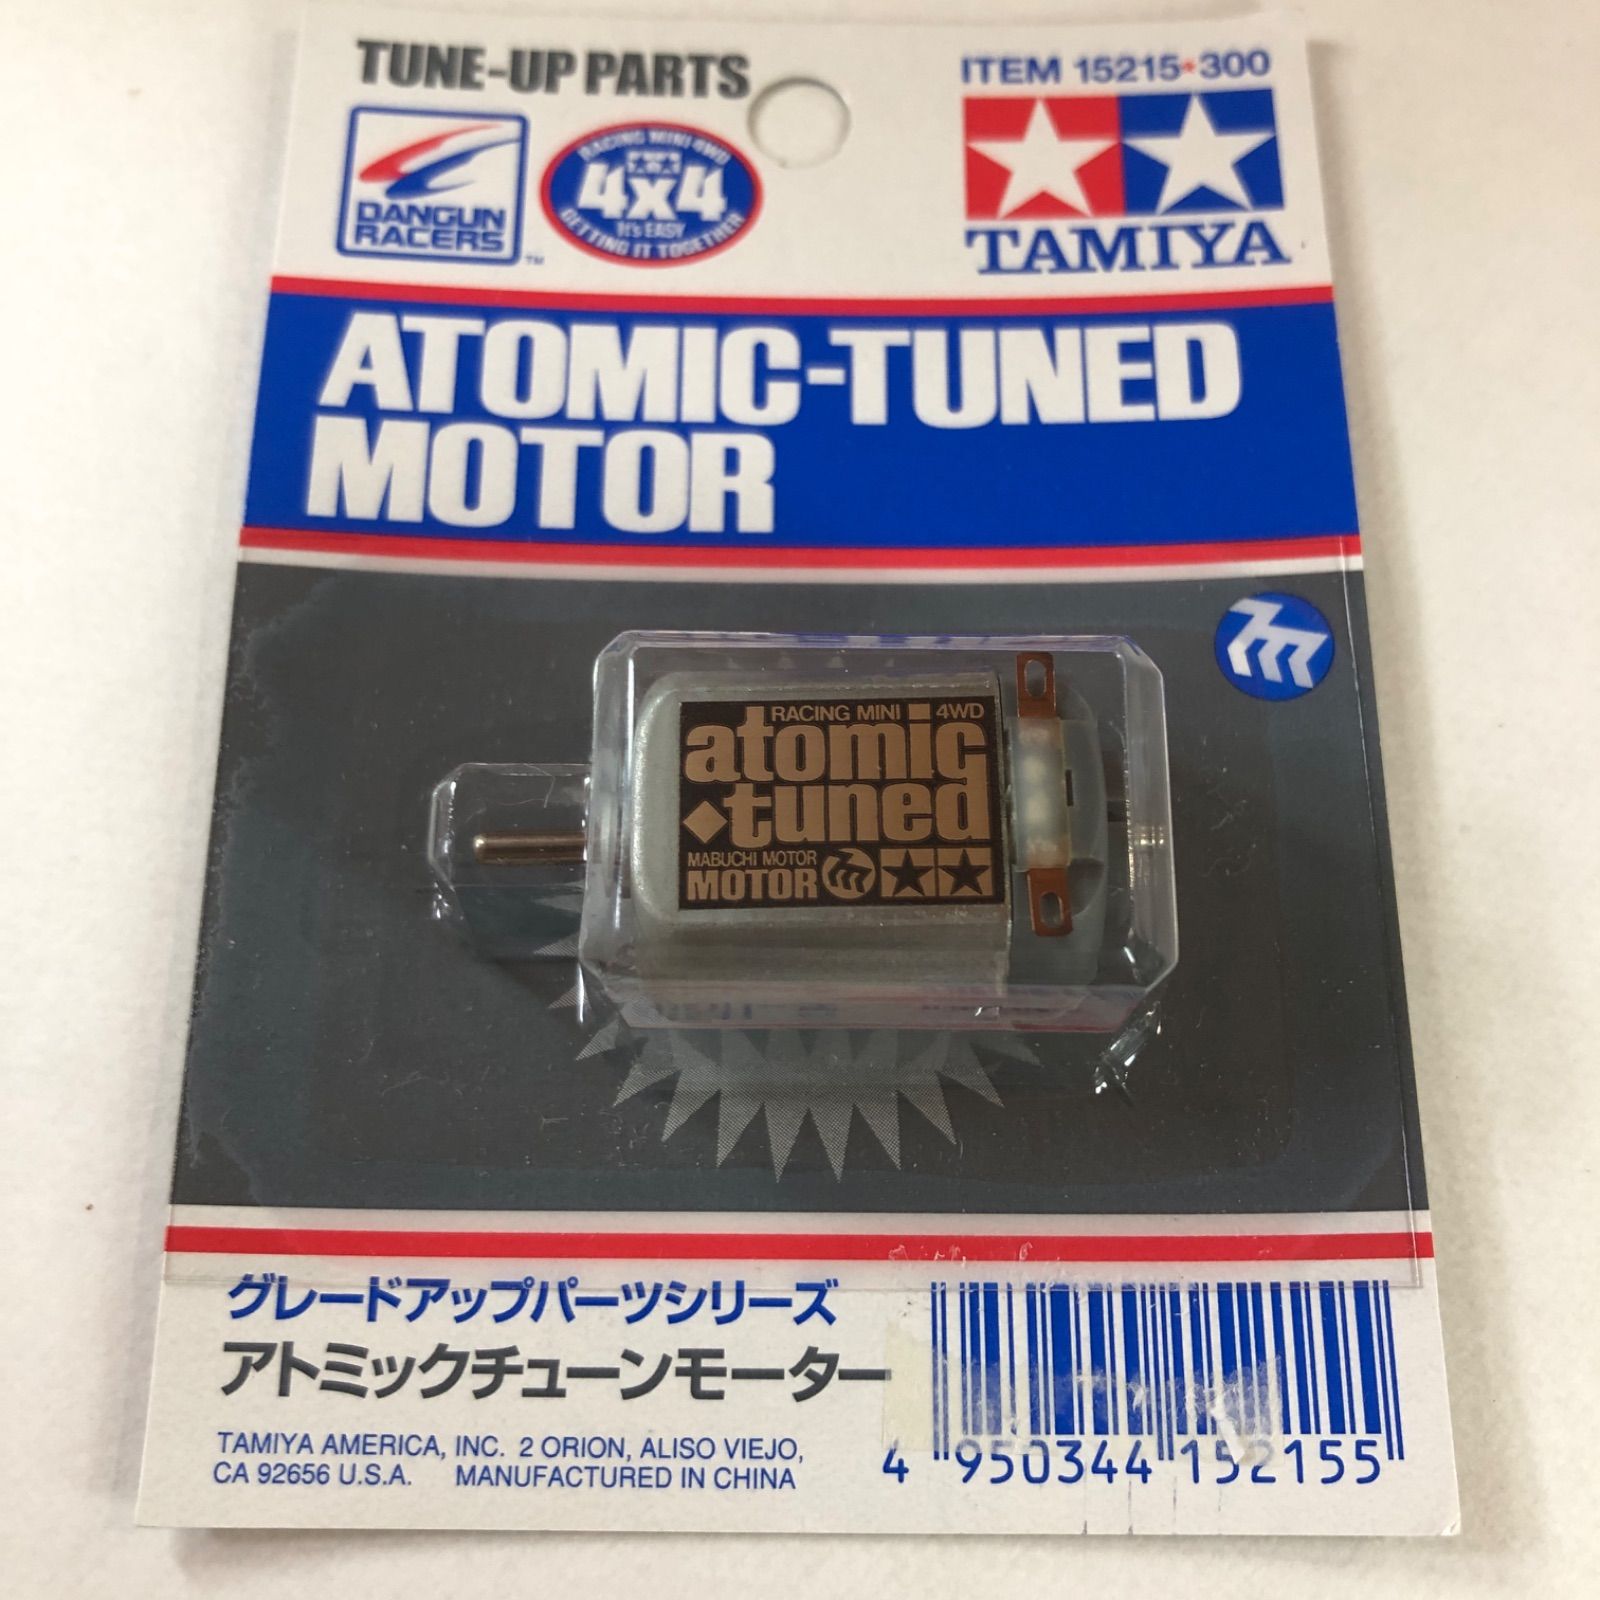 TUNE-UP PARTS
ITEM 15215★300
DANGUN
RACERS™
RACING MINI 4WD
4x4
It's EASY
GETTING IT TOGETHER
TAMIYA
ATOMIC-TUNED
MOTOR
RACING MINI 4WD
atomic
◆tuned
MABUCHI MOTOR
MOTOR
グレードアップパーツシリーズ
アトミックチューンモーター
TAMIYA AMERICA, INC. 2 ORION, ALISO VIEJO,
CA 92656 U.S.A. MANUFACTURED IN CHINA
4 950344 152155